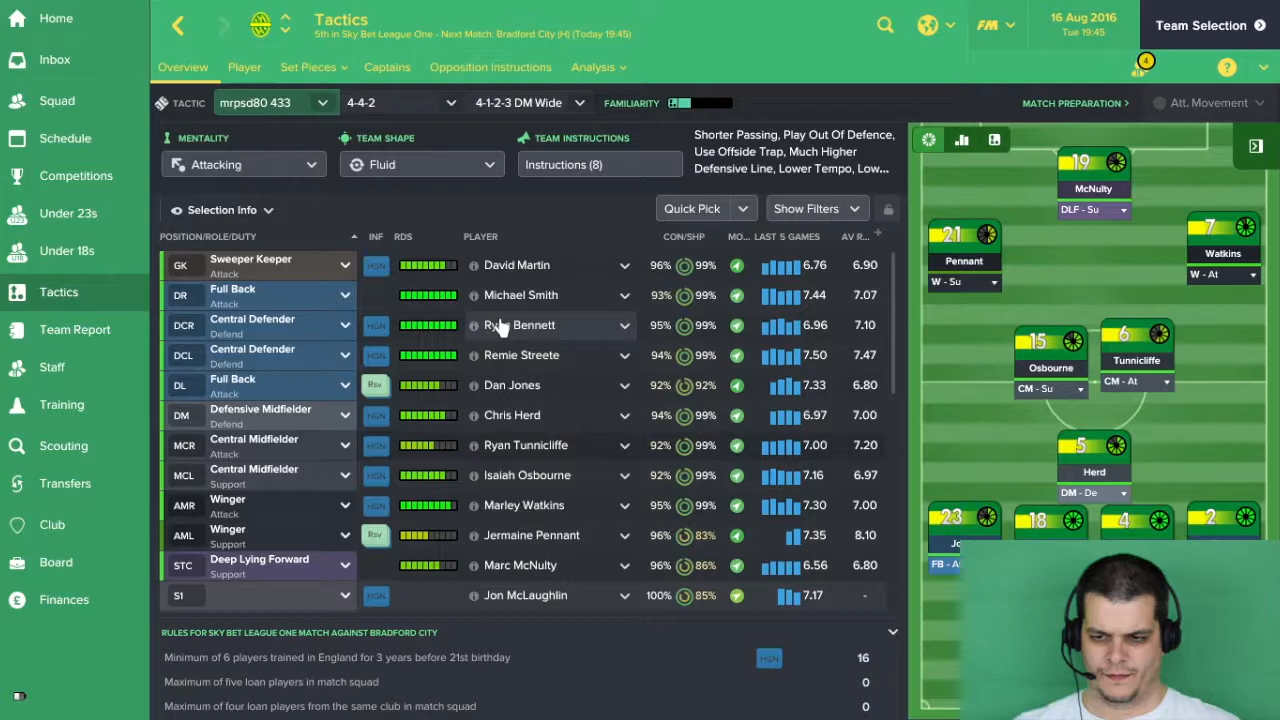 Home
Inbox
Squad
Schedule
Competitions
Under 23s
Under 18s
Tactics
Team Report
Staff
Training
Scouting
Transfers
Club
Board
Finances
Tactics
5th in Sky Bet League One - Next Match: Bradford City (H) (Today 19:45)
FM
16 Aug 2016
Tue 19:45
Team Selection
4
?
Overview
Player
Set Pieces
Captains
Opposition Instructions
Analysis
TACTIC
mrpsd80 433
4-4-2
4-1-2-3 DM Wide
FAMILIARITY
MATCH PREPARATION >
Att. Movement
MENTALITY
TEAM SHAPE
TEAM INSTRUCTIONS
Attacking
Fluid
Instructions (8)
Shorter Passing, Play Out Of Defence,
Use Offside Trap, Much Higher
Defensive Line, Lower Tempo, Low...
Selection Info
Quick Pick
Show Filters
POSITION/ROLE/DUTY INF RDS PLAYER CON/SHP MO... LAST 5 GAMES AV R...
GK Sweeper Keeper Attack HGN David Martin 96% 99% 6.76 6.90
DR Full Back Attack Michael Smith 93% 99% 7.44 7.07
DCR Central Defender Defend HGN Bennett 95% 99% 6.96 7.10
DCL Central Defender Defend HGN Remie Streete 94% 99% 7.50 7.47
DL Full Back Attack Rsv Dan Jones 92% 92% 7.33 6.80
DM Defensive Midfielder Defend HGN Chris Herd 94% 99% 6.97 7.00
MCR Central Midfielder Attack HGN Ryan Tunnicliffe 92% 99% 7.00 7.20
MCL Central Midfielder Support HGN Isaiah Osbourne 92% 99% 7.16 6.97
AMR Winger Attack HGN Marley Watkins 95% 99% 7.30 7.00
AML Winger Support Rsv Jermaine Pennant 96% 83% 7.35 8.10
STC Deep Lying Forward Support Marc McNulty 96% 86% 6.56 6.80
S1 HGN Jon McLaughlin 100% 85% 7.17 -
RULES FOR SKY BET LEAGUE ONE MATCH AGAINST BRADFORD CITY
Minimum of 6 players trained in England for 3 years before 21st birthday HGN 16
Maximum of five loan players in match squad 0
Maximum of four loan players from the same club in match squad 0
19
McNulty
DLF - Su
21
Pennant
W - Su
7
Watkins
W - At
15
Osbourne
CM - Su
6
Tunnicliffe
CM - At
5
Herd
DM - De
23
18
4
2